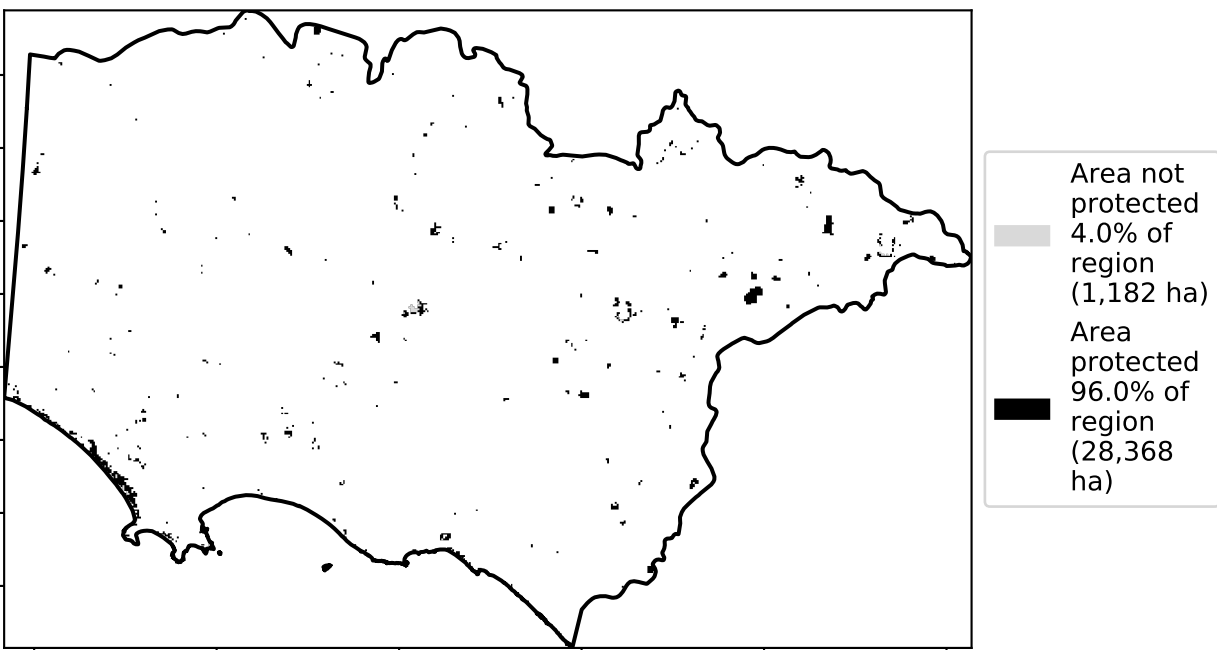 Area not
protected
4.0% of
region
(1,182 ha)
Area
protected
96.0% of
region
(28,368
ha)